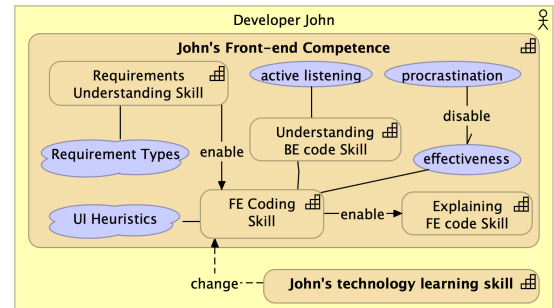 Developer John
John's Front-end Competence
Requirements
Understanding Skill
active listening
procrastination
disable
Understanding
BE code Skill
Requirement Types
enable
effectiveness
UI Heuristics
FE Coding
Skill
enable
Explaining
FE code Skill
change
John's technology learning skill